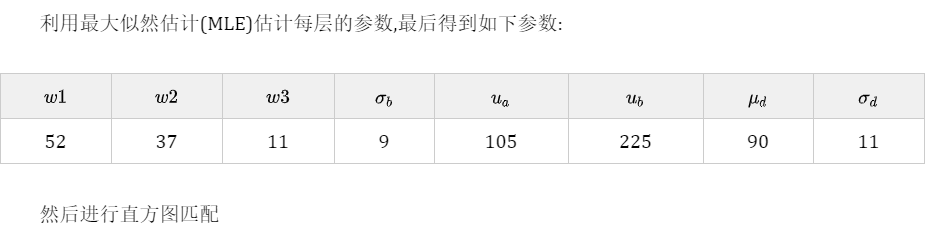 利用最大似然估计(MLE)估计每层的参数,最后得到如下参数:
w1 w2 w3 σb ua ub μd σd
52 37 11 9 105 225 90 11
然后进行直方图匹配